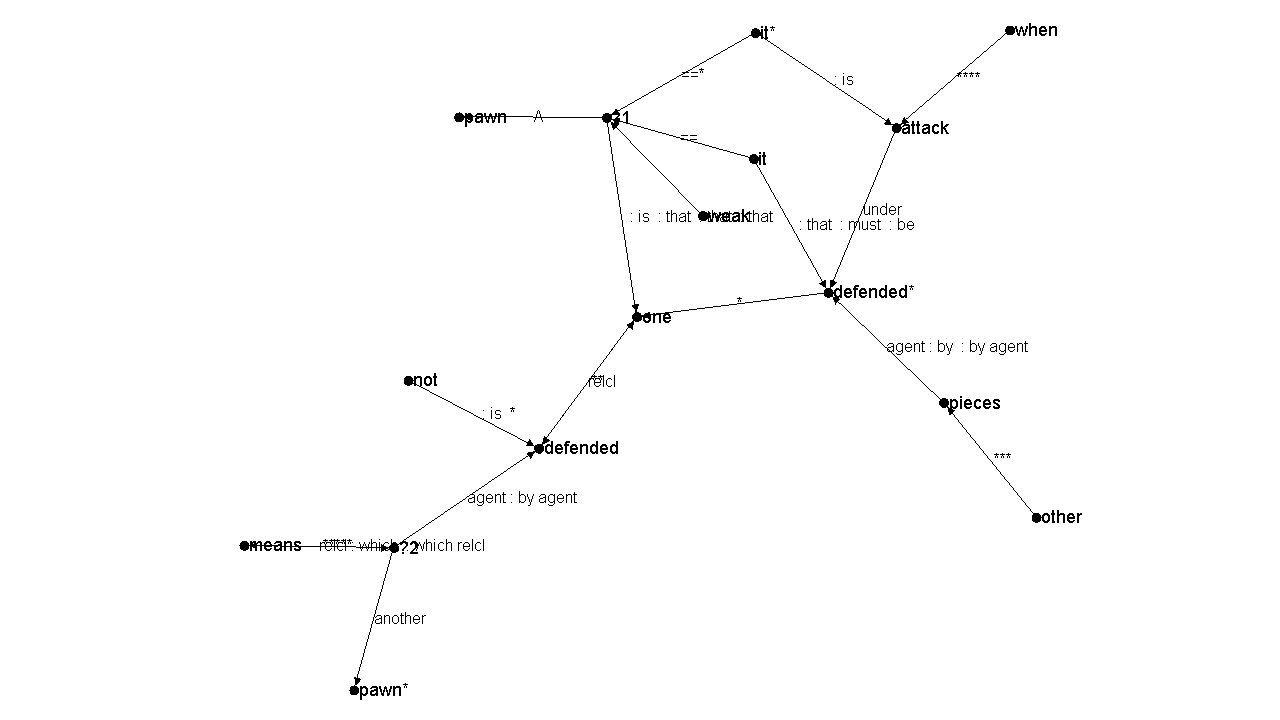 it*
when
==*
: is
****
pawn
A
?1
attack
==
it
: is : that
weak
that
under
: that : must : be
defended*
*
one
agent : by : by agent
not
relcl
pieces
: is *
defended
***
agent : by agent
other
means
relcl : which
?2
: which relcl
another
pawn*